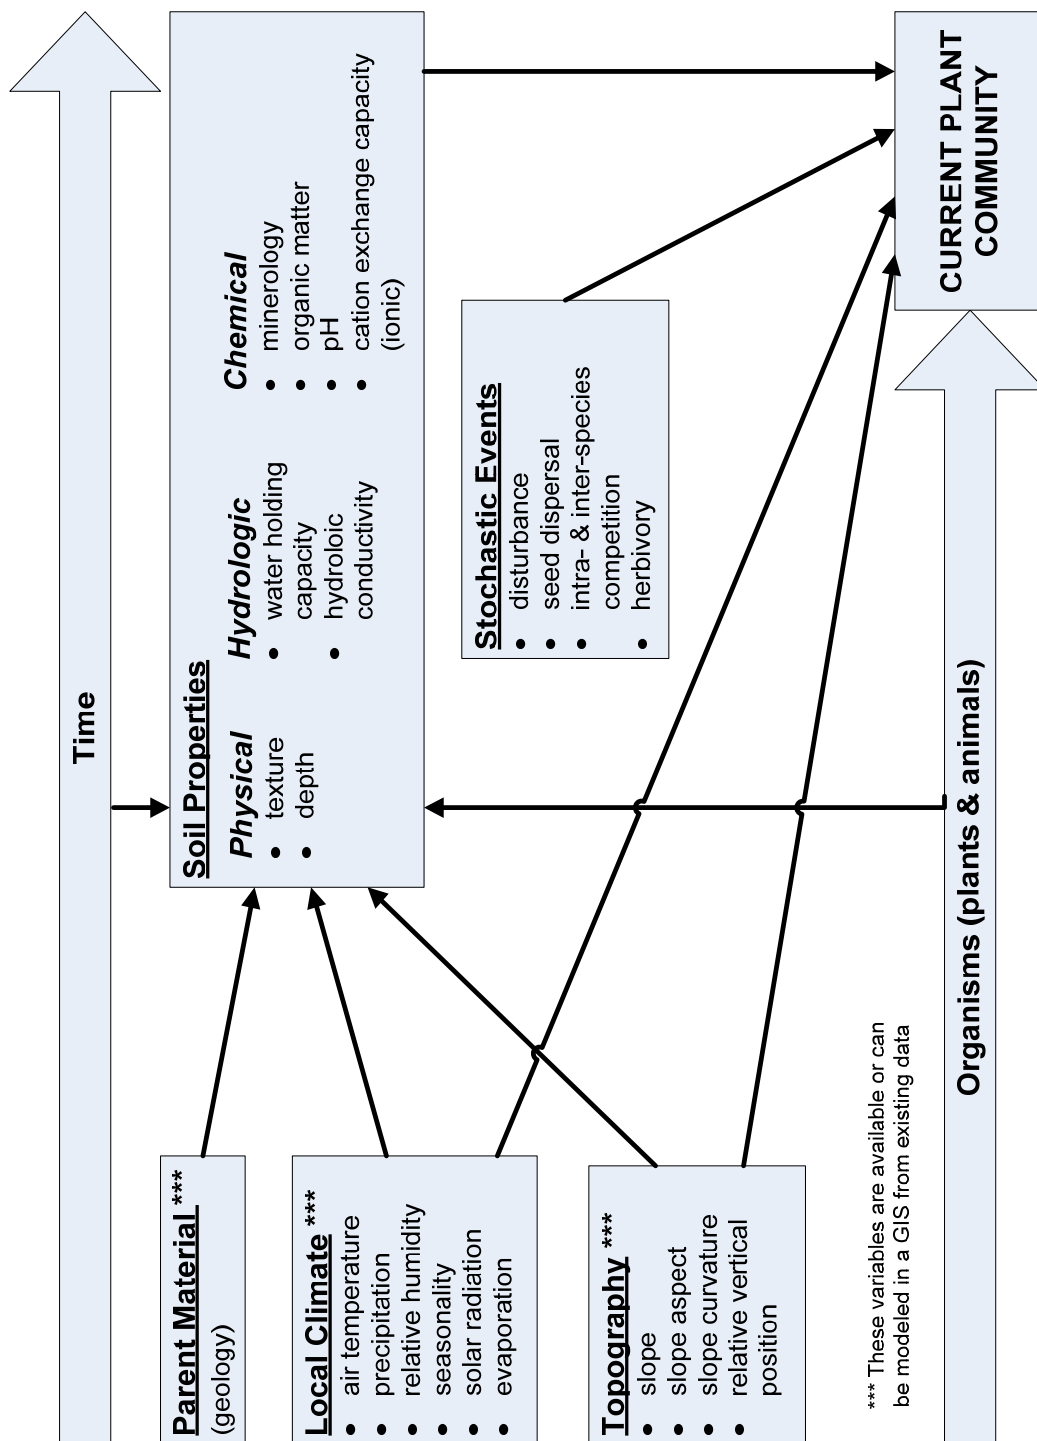 Time
Parent Material ***
(geology)
Local Climate ***
• air temperature
• precipitation
• relative humidity
• seasonality
• solar radiation
• evaporation
Topography ***
• slope
• slope aspect
• slope curvature
• relative vertical
position
Soil Properties
Physical
• texture
• depth
Hydrologic
• water holding
capacity
• hydroloic
conductivity
Chemical
• minerology
• organic matter
• pH
• cation exchange capacity
(ionic)
Stochastic Events
• disturbance
• seed dispersal
• intra- & inter-species
competition
• herbivory
CURRENT PLANT
COMMUNITY
*** These variables are available or can
be modeled in a GIS from existing data
Organisms (plants & animals)